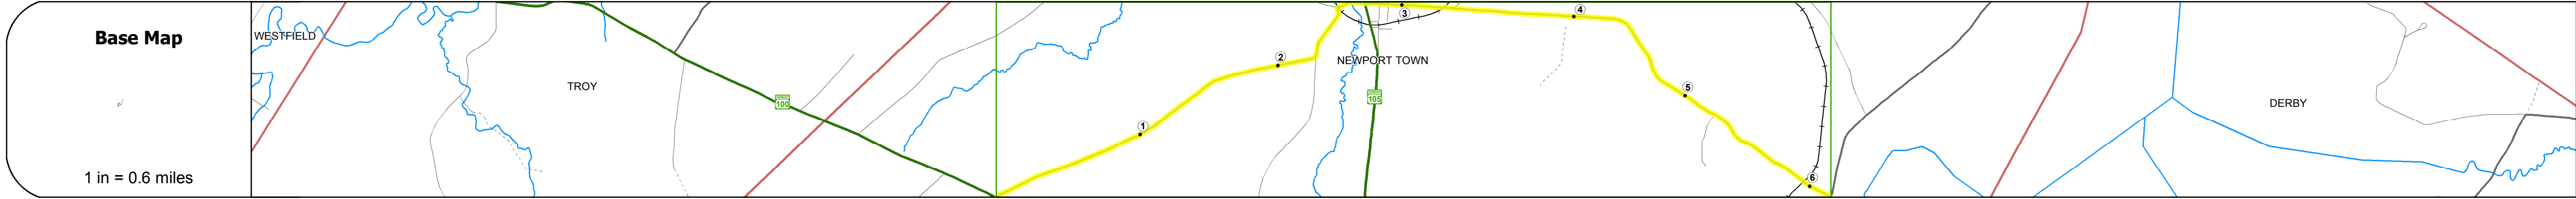 Base Map
1 in = 0.6 miles
WESTFIELD
TROY
100
1
2
NEWPORT TOWN
105
3
4
5
6
DERBY